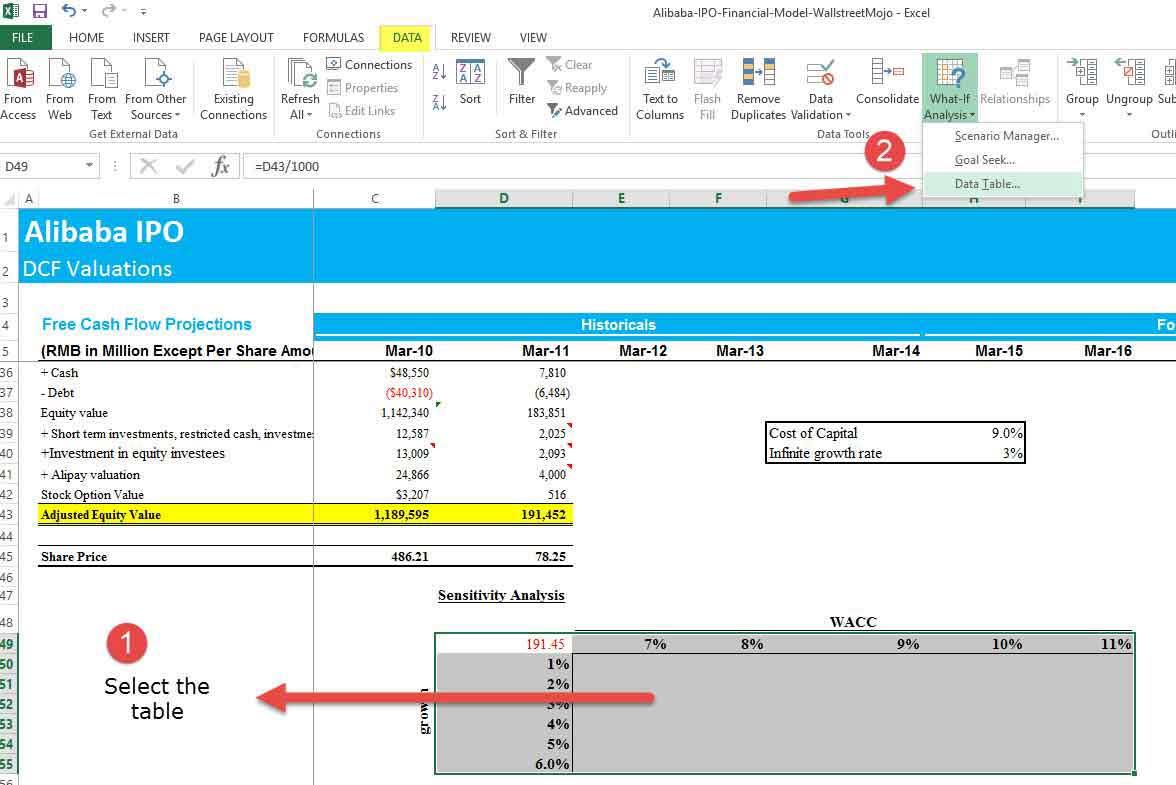 Alibaba-IPO-Financial-Model-WallstreetMojo - Excel
FILE HOME INSERT PAGE LAYOUT FORMULAS DATA REVIEW VIEW
From Access
From Web
From Text
From Other Sources
Existing Connections
Get External Data
Refresh All
Connections
Properties
Edit Links
Connections
Sort
Filter
Clear
Reapply
Advanced
Sort & Filter
Text to Columns
Flash Fill
Remove Duplicates
Data Validation
Consolidate
What-If Analysis
Relationships
Data Tools
Group
Ungroup
Sub
Outli
Scenario Manager...
Goal Seek...
Data Table...
2
D49 fx =D43/1000
A B C D E F G H I
1 Alibaba IPO
2 DCF Valuations
3
4 Free Cash Flow Projections Historicals Fo
5 (RMB in Million Except Per Share Amo Mar-10 Mar-11 Mar-12 Mar-13 Mar-14 Mar-15 Mar-16
36 + Cash $48,550 7,810
37 - Debt ($40,310) (6,484)
38 Equity value 1,142,340 183,851
39 + Short term investments, restricted cash, investme 12,587 2,025 Cost of Capital 9.0%
40 +Investment in equity investees 13,009 2,093 Infinite growth rate 3%
41 + Alipay valuation 24,866 4,000
42 Stock Option Value $3,207 516
43 Adjusted Equity Value 1,189,595 191,452
44
45 Share Price 486.21 78.25
46
47 Sensitivity Analysis
48 WACC
49 191.45 7% 8% 9% 10% 11%
50 1%
51 2%
52 3%
53 4%
54 5%
55 6.0%
56
growth
1
Select the
table